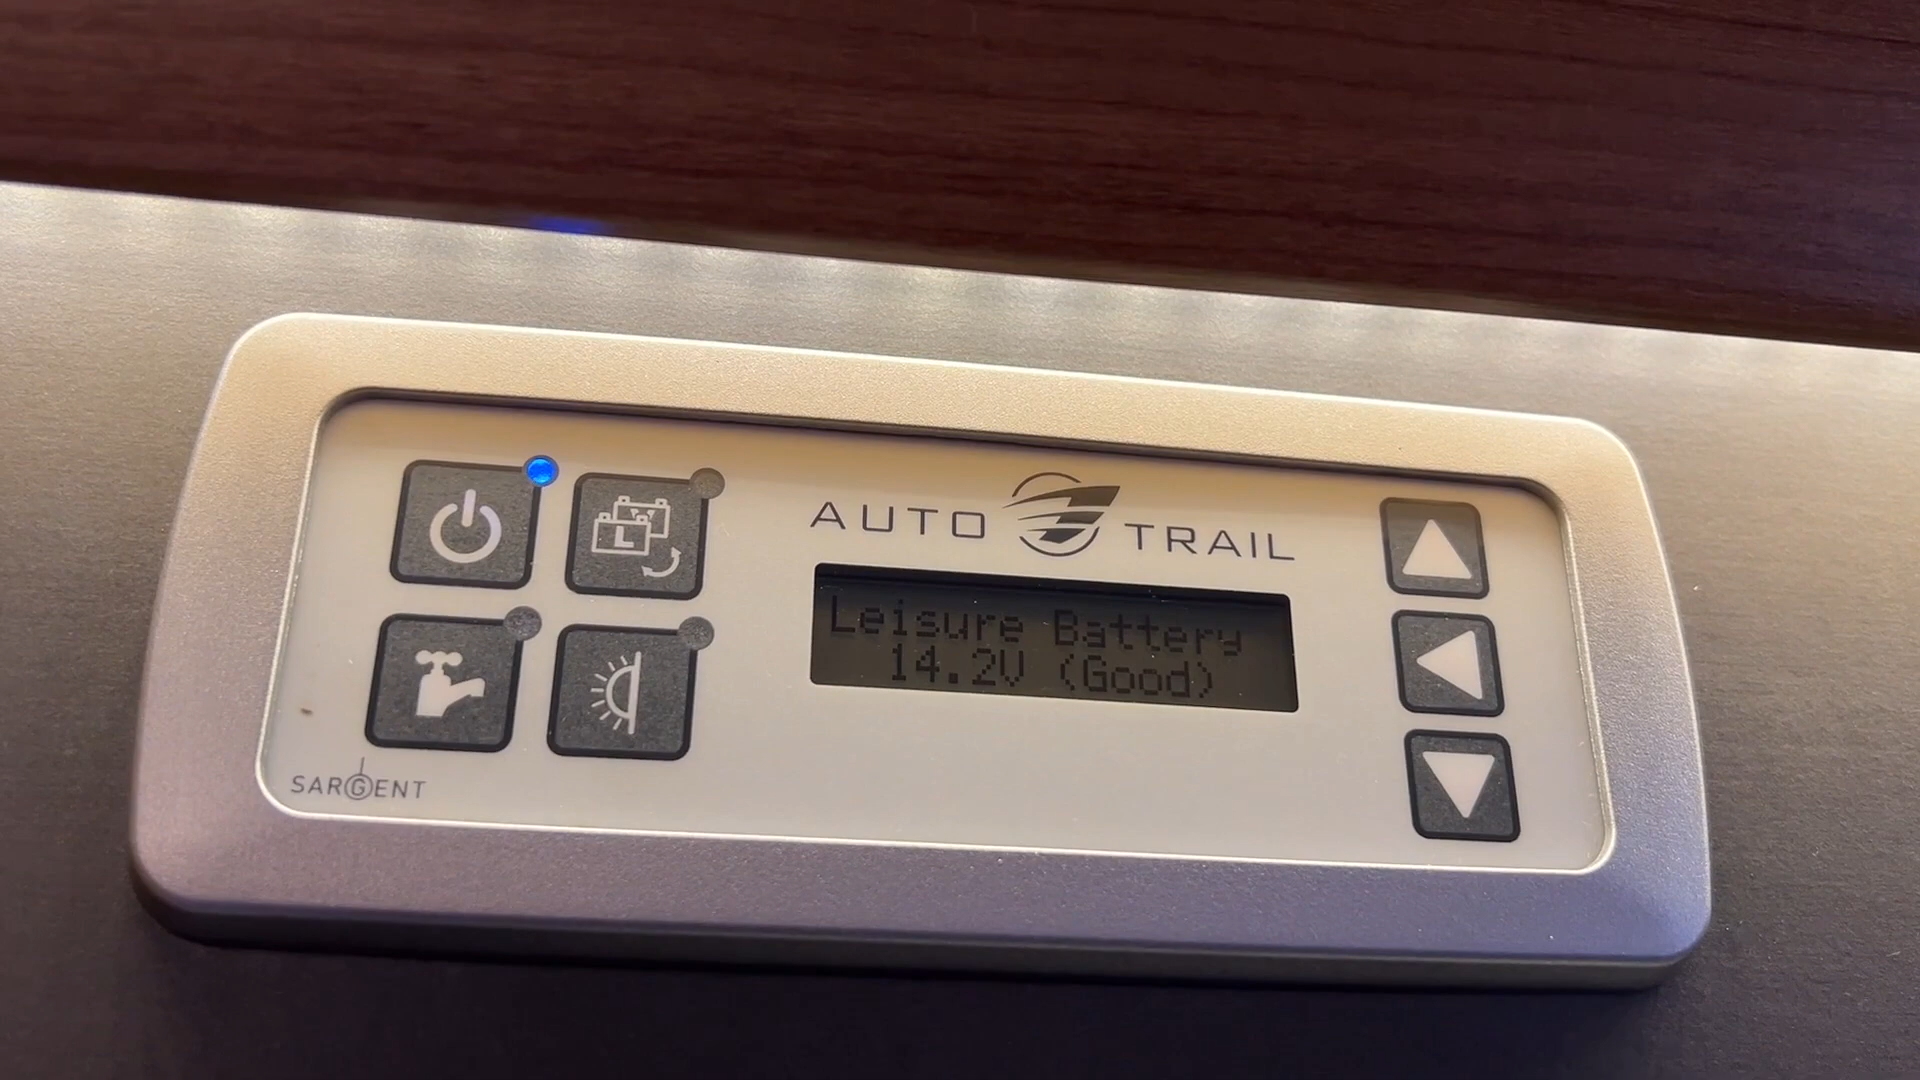 AUTO TRAIL
Leisure Battery
14.2V (Good)
L
V
SARGENT